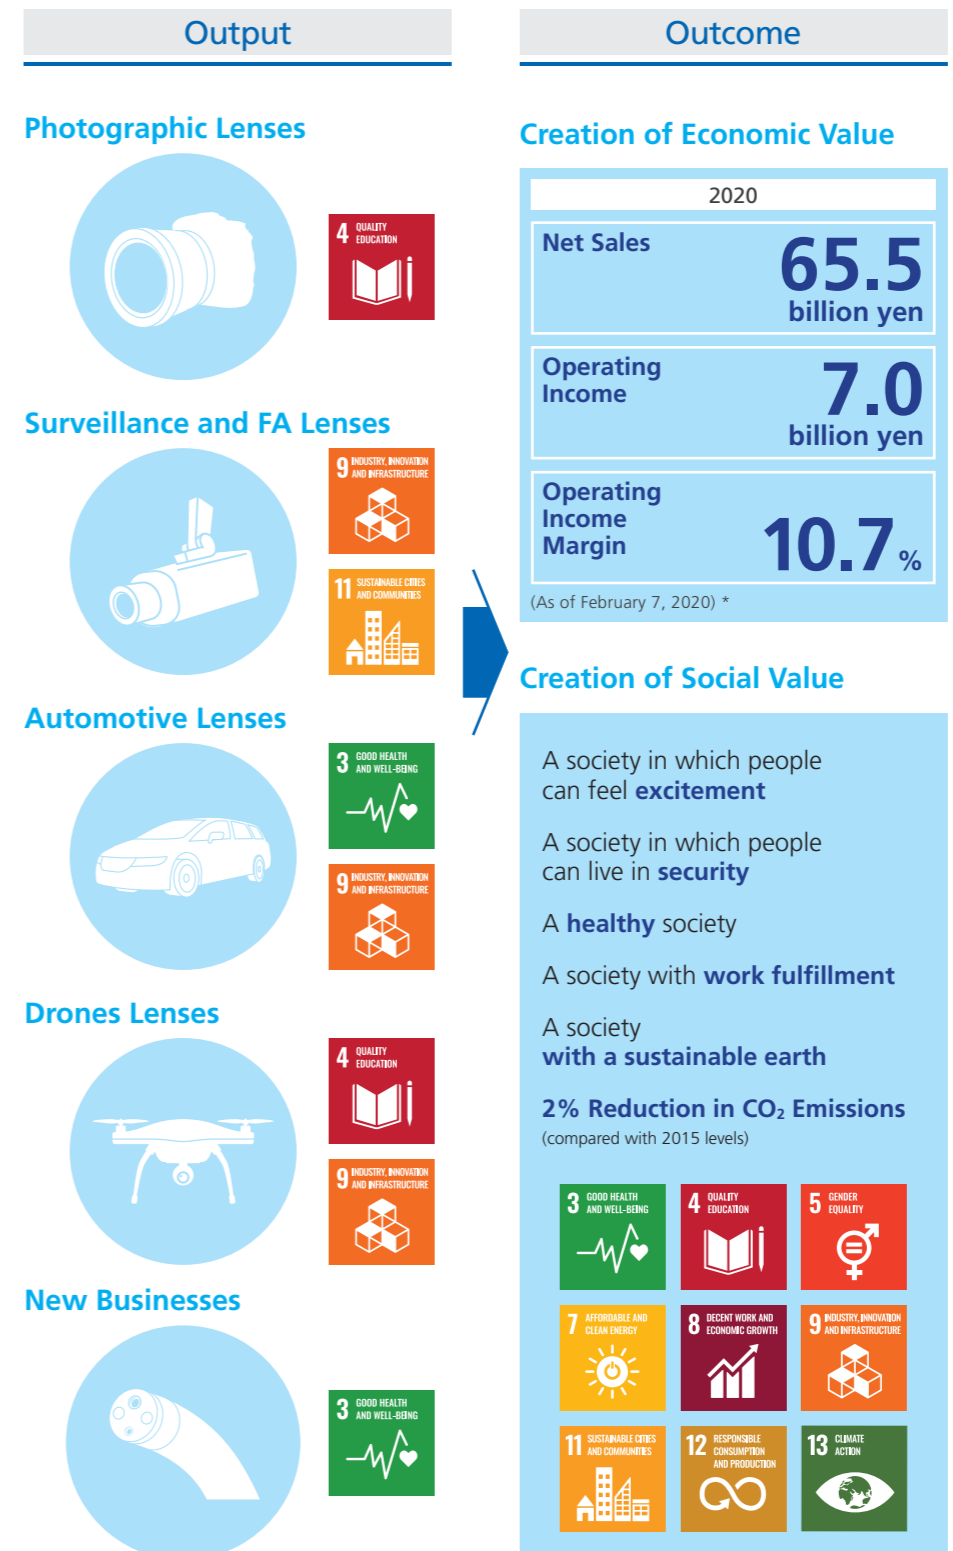 Output
Photographic Lenses
4 QUALITY
EDUCATION
Surveillance and FA Lenses
9 INDUSTRY, INNOVATION
AND INFRASTRUCTURE
11 SUSTAINABLE CITIES
AND COMMUNITIES
Automotive Lenses
3 GOOD HEALTH
AND WELL-BEING
9 INDUSTRY, INNOVATION
AND INFRASTRUCTURE
Drones Lenses
4 QUALITY
EDUCATION
9 INDUSTRY, INNOVATION
AND INFRASTRUCTURE
New Businesses
3 GOOD HEALTH
AND WELL-BEING
Outcome
Creation of Economic Value
2020
Net Sales
65.5
billion yen
Operating
Income
7.0
billion yen
Operating
Income
Margin
10.7 %
(As of February 7, 2020) *
Creation of Social Value
A society in which people
can feel excitement
A society in which people
can live in security
A healthy society
A society with work fulfillment
A society
with a sustainable earth
2% Reduction in CO₂ Emissions
(compared with 2015 levels)
3 GOOD HEALTH
AND WELL-BEING
4 QUALITY
EDUCATION
5 GENDER
EQUALITY
7 AFFORDABLE AND
CLEAN ENERGY
8 DECENT WORK AND
ECONOMIC GROWTH
9 INDUSTRY, INNOVATION
AND INFRASTRUCTURE
11 SUSTAINABLE CITIES
AND COMMUNITIES
12 RESPONSIBLE
CONSUMPTION
AND PRODUCTION
13 CLIMATE
ACTION